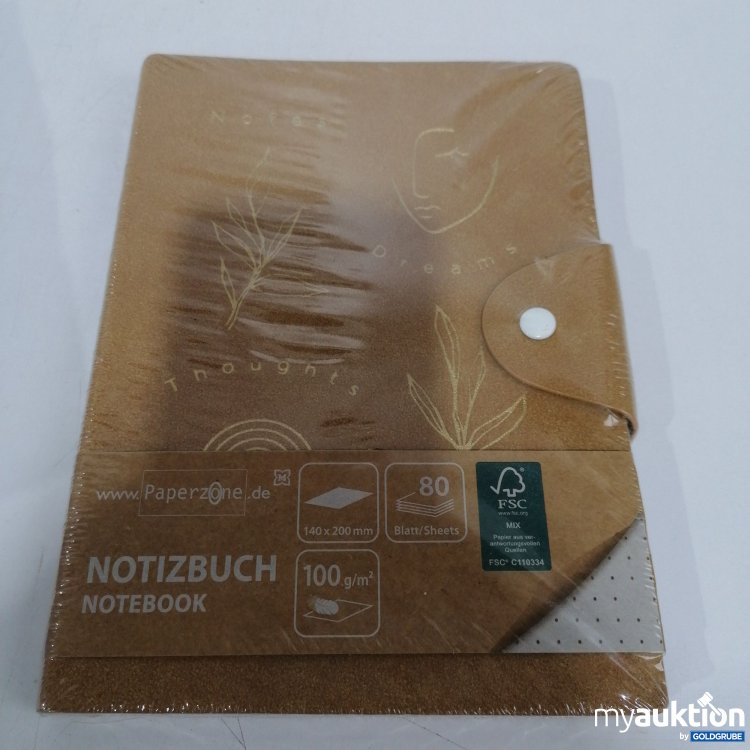 Notes
Dreams
Thoughts
www.Paperzone.de
140 x 200 mm
80
Blatt/Sheets
FSC
www.fsc.org
MIX
Papier aus ver-
antwortungsvollen
Quellen
FSC® C110334
NOTIZBUCH
NOTEBOOK
100 g/m²
myauktion
by GOLDGRUBE